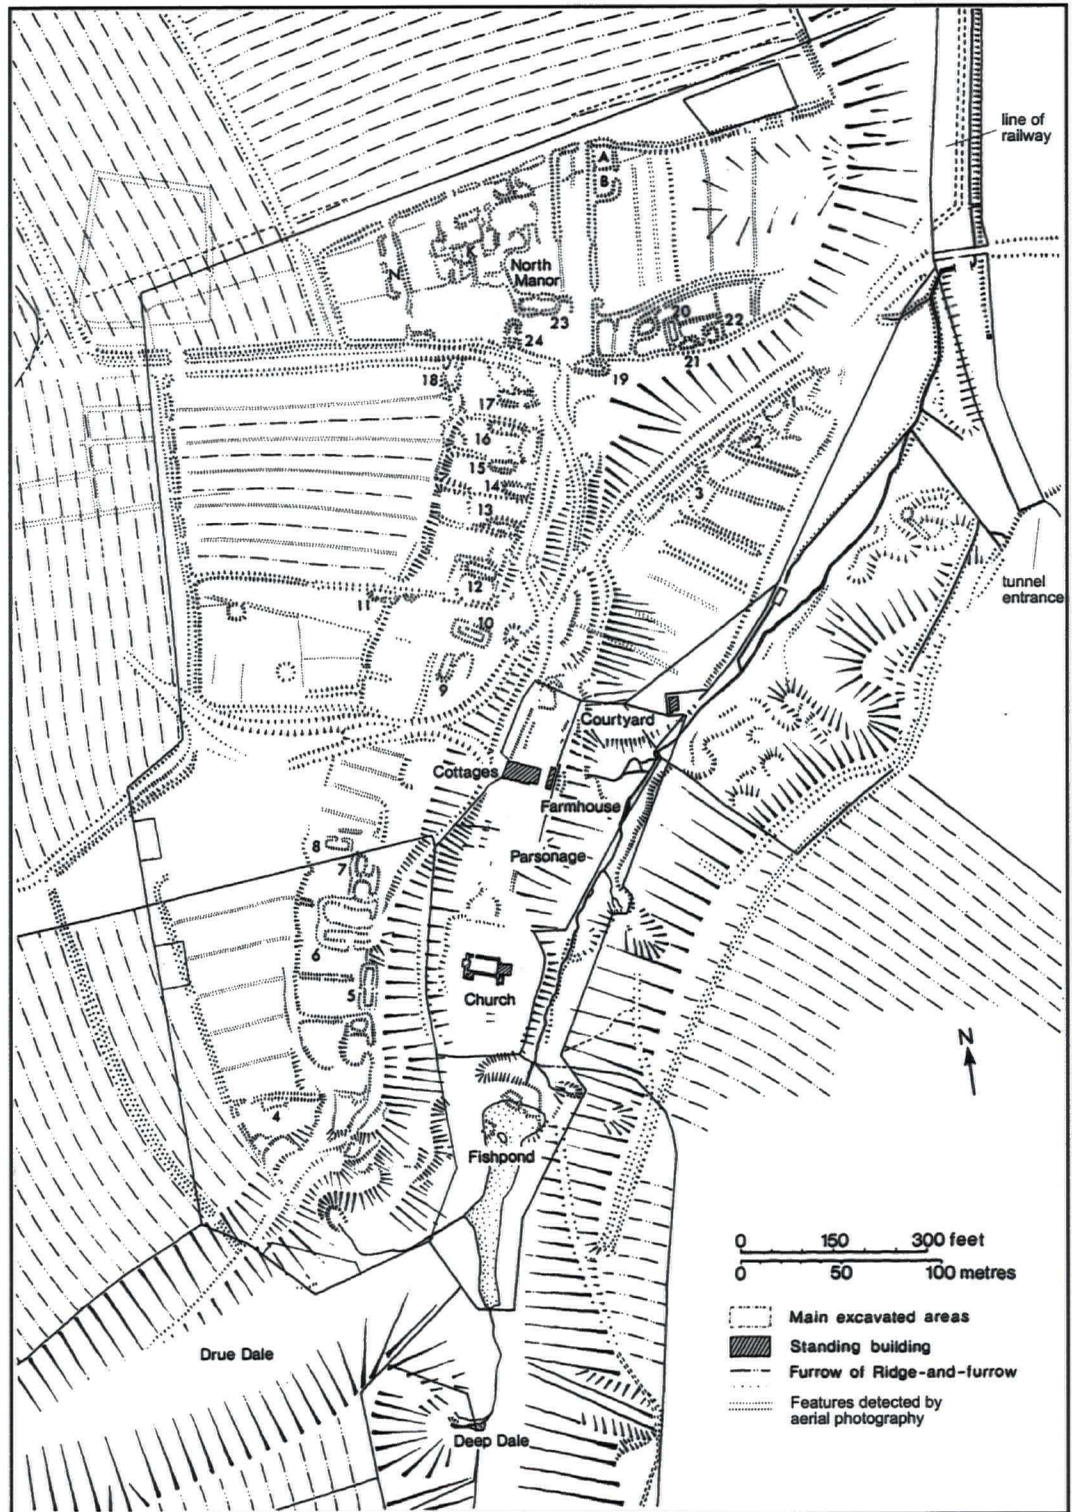 line of
railway
A
B
N
K
North
Manor
23
24
20
22
21
19
18
17
16
15
14
13
12
11
10
9
1
2
3
tunnel
entrance
Courtyard
Cottages
Farmhouse
Parsonage
8
7
6
5
Church
4
Fishpond
N
Drue Dale
Deep Dale
0 150 300 feet
0 50 100 metres
Main excavated areas
Standing building
Furrow of Ridge-and-furrow
Features detected by
aerial photography